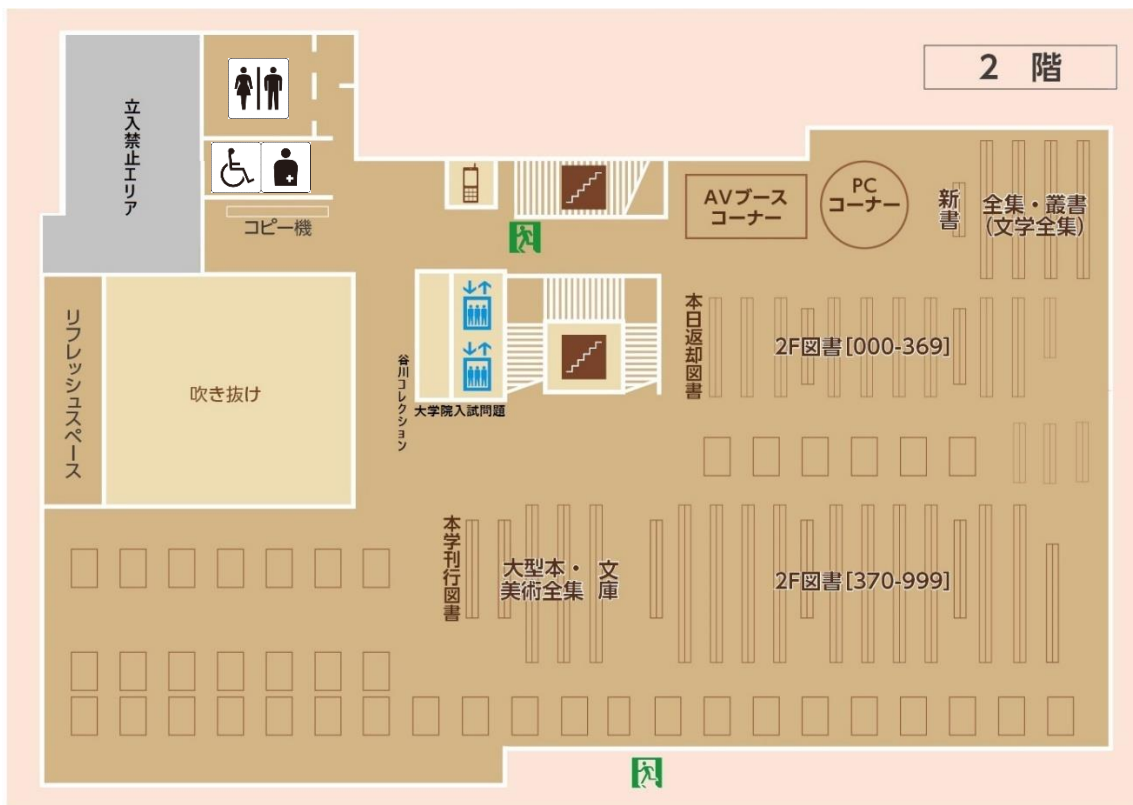 2 階
立入禁止エリア
コピー機
AVブース
コーナー
PC
コーナー
新書
全集・叢書
(文学全集)
リフレッシュスペース
吹き抜け
谷川コレクション
大学院入試問題
本日返却図書
2F図書[000-369]
本学刊行図書
大型本・
美術全集
文庫
2F図書[370-999]